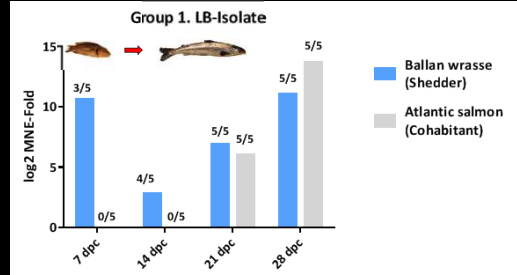 Group 1. LB-Isolate
log2 MNE-Fold
15
10
5
0
3/5
0/5
4/5
0/5
5/5
5/5
5/5
5/5
7 dpc
14 dpc
21 dpc
28 dpc
Ballan wrasse
(Shedder)
Atlantic salmon
(Cohabitant)